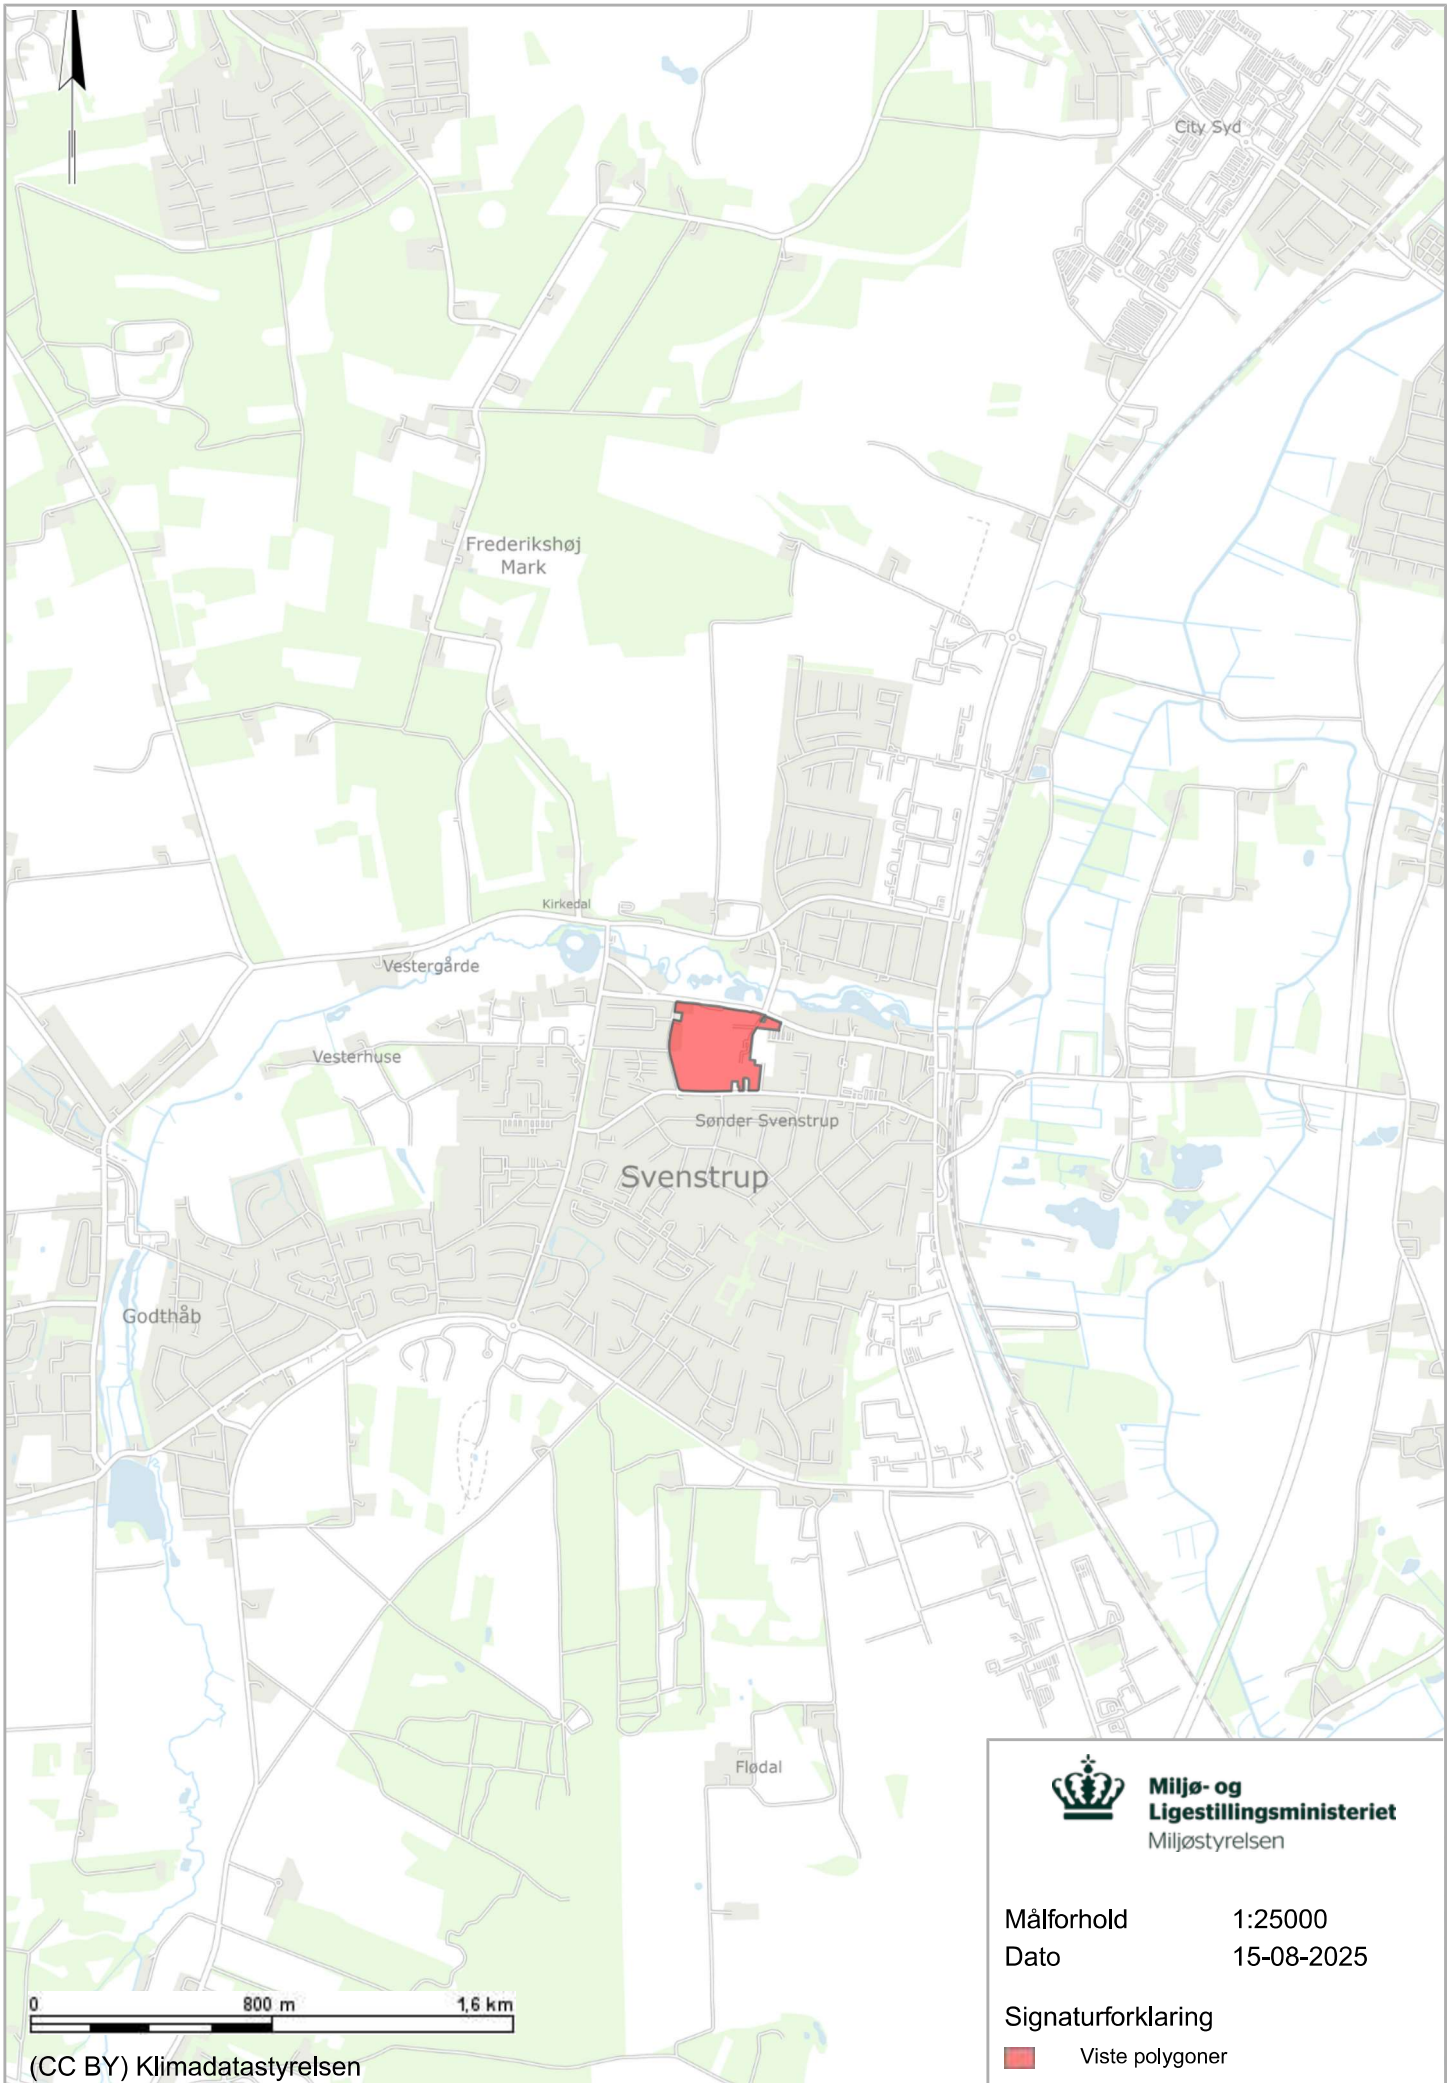 City Syd
Frederikshøj
Mark
Kirkedal
Vestergårde
Vesterhuse
Sønder Svenstrup
Svenstrup
Godthåb
Flødal
Miljø- og
Ligestillingsministeriet
Miljøstyrelsen
Målforhold 1:25000
Dato 15-08-2025
Signaturforklaring
Viste polygoner
0 800 m 1,6 km
(CC BY) Klimadatastyrelsen